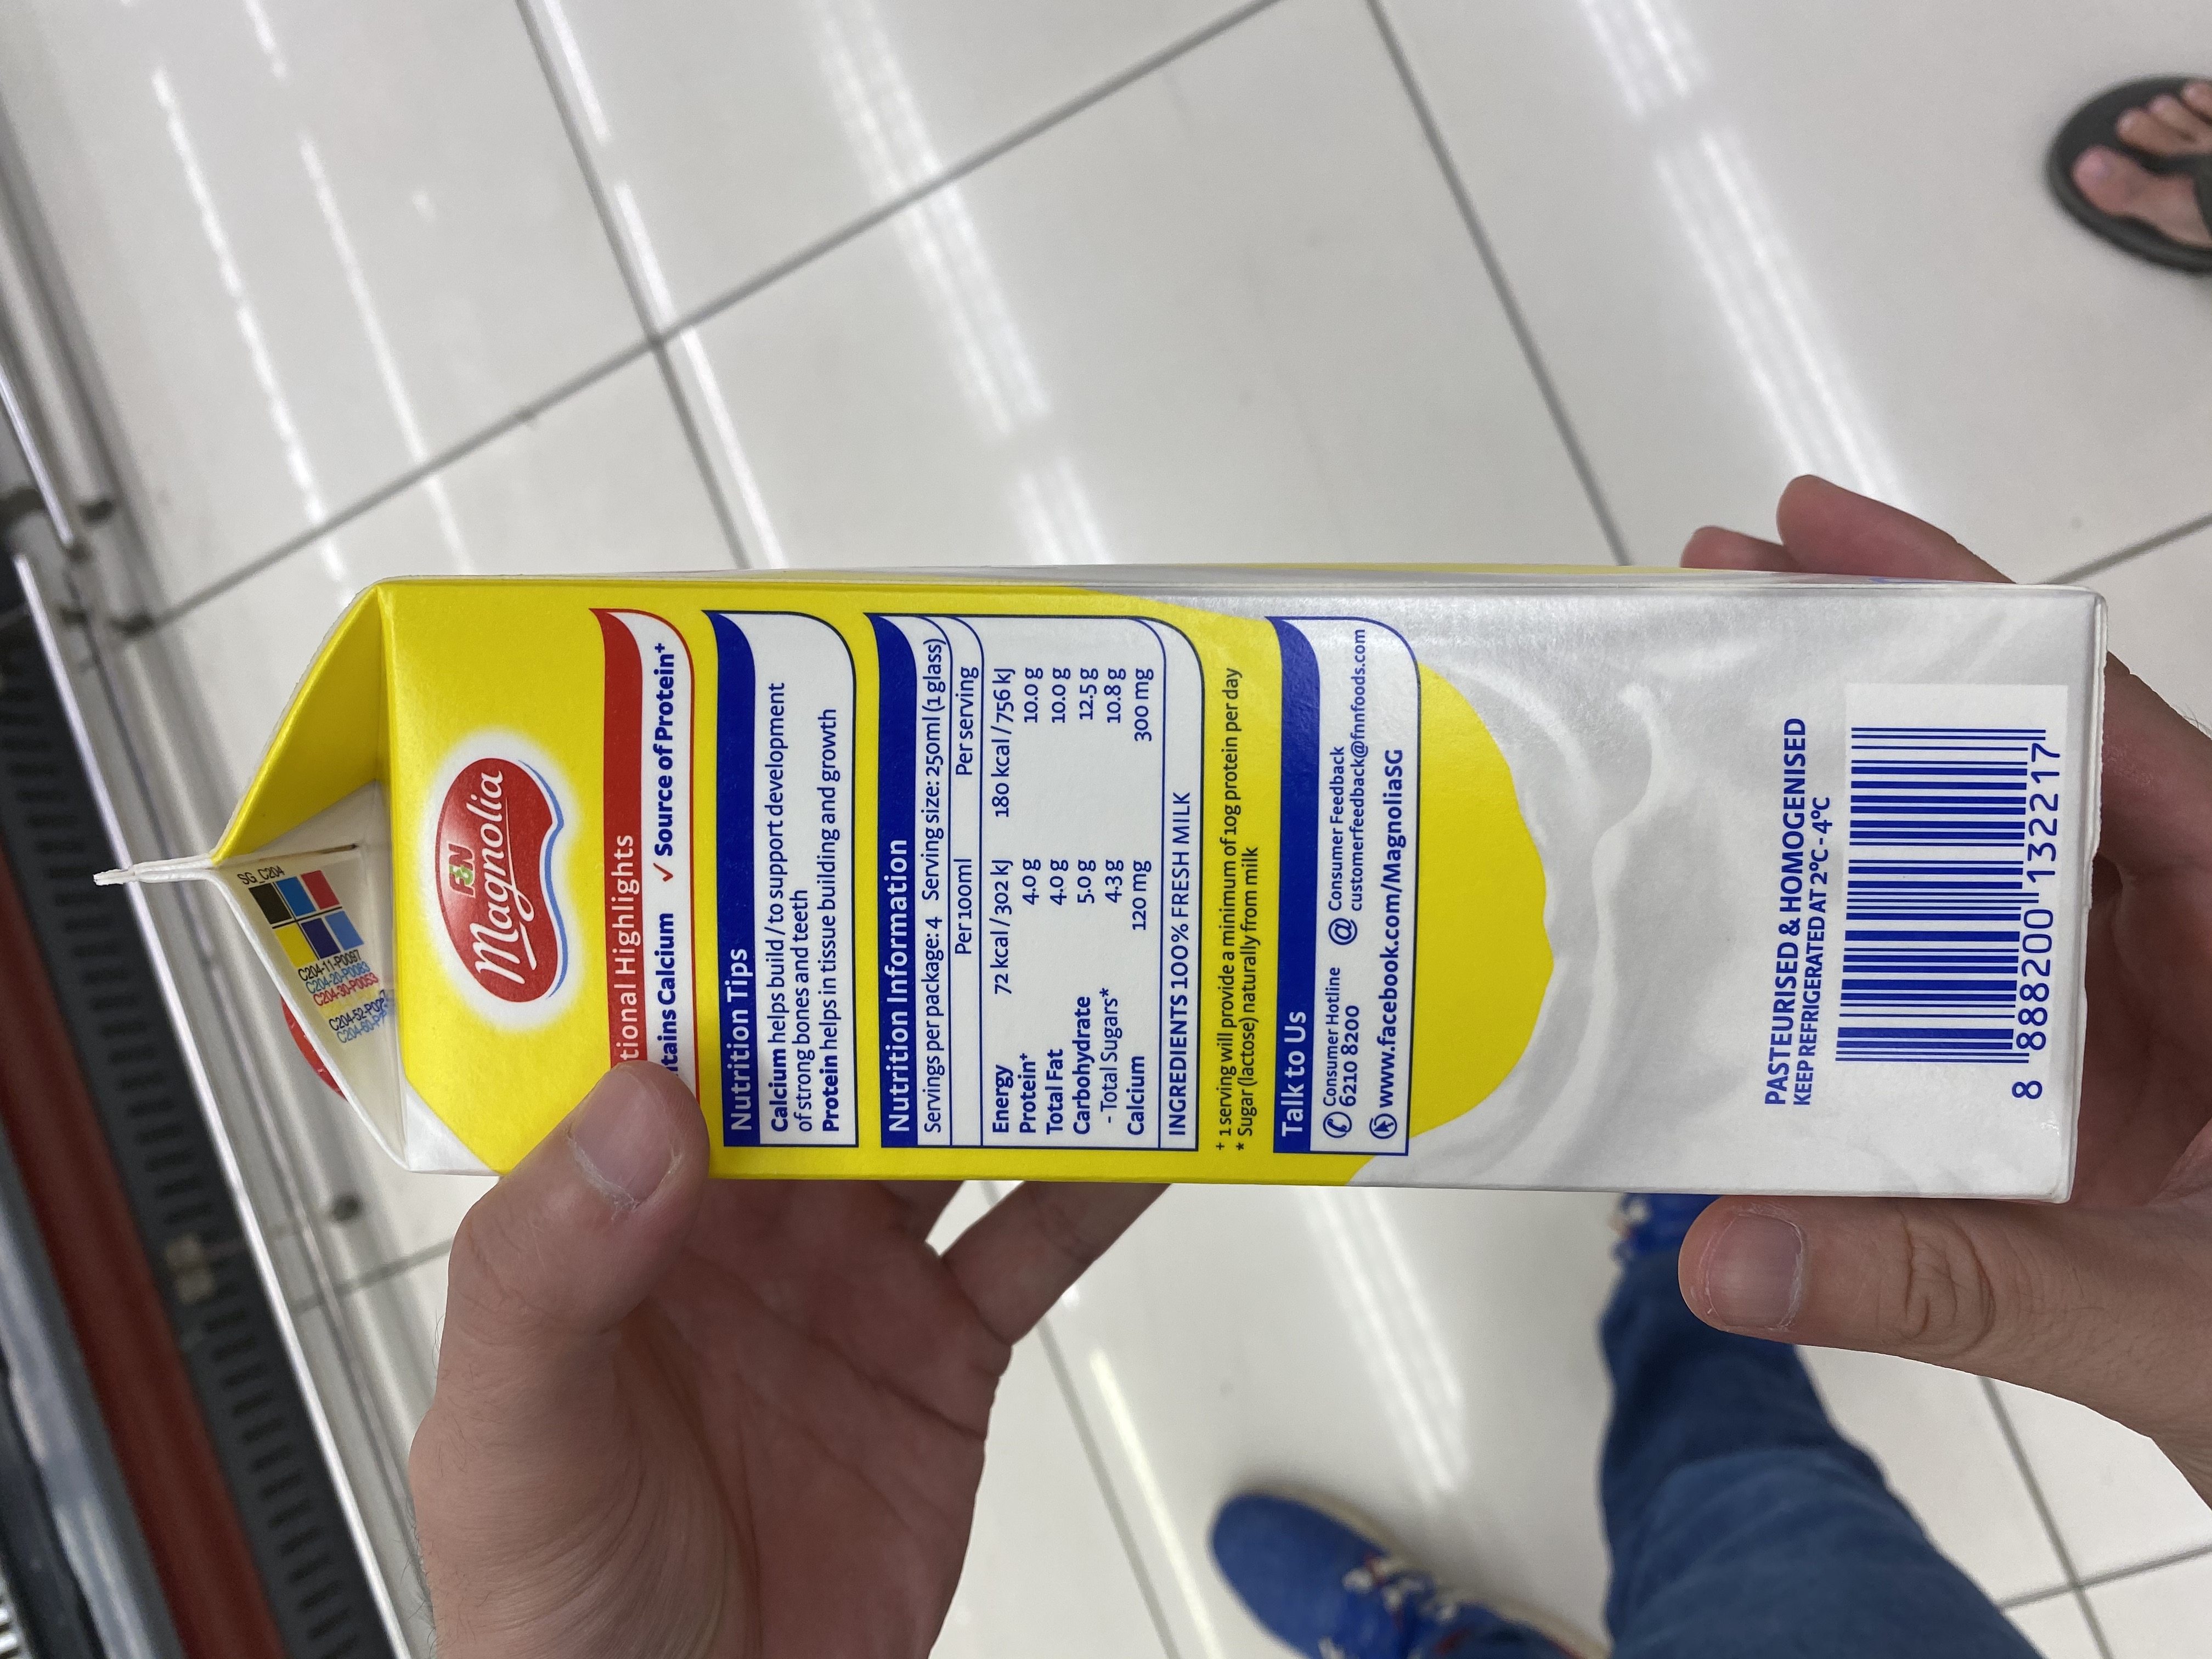 SG_C204
C204-11-P0097
F&N
Magnolia
tional Highlights
tains Calcium ✓ Source of Protein+
Nutrition Tips
Calcium helps build / to support development
of strong bones and teeth
Protein helps in tissue building and growth
Nutrition Information
Servings per package: 4 Serving size: 250ml (1 glass)
Per 100ml Per serving
Energy 72 kcal / 302 kJ 180 kcal / 756 kJ
Protein+ 4.0 g 10.0 g
Total Fat 4.0 g 10.0 g
Carbohydrate 5.0 g 12.5 g
- Total Sugars* 4.3 g 10.8 g
Calcium 120 mg 300 mg
INGREDIENTS 100% FRESH MILK
+ 1 serving will provide a minimum of 10g protein per day
* Sugar (lactose) naturally from milk
Talk to Us
Consumer Hotline
6210 8200
@ Consumer Feedback
customerfeedback@fnnfoods.com
www.facebook.com/MagnoliaSG
PASTEURISED & HOMOGENISED
KEEP REFRIGERATED AT 2°C - 4°C
8 888200 132217